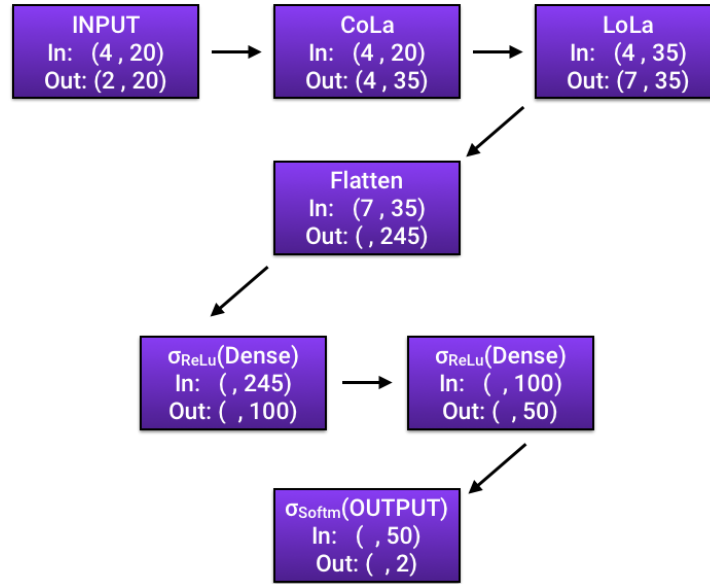 INPUT
In: (4 , 20)
Out: (2 , 20)
CoLa
In: (4 , 20)
Out: (4 , 35)
LoLa
In: (4 , 35)
Out: (7 , 35)
Flatten
In: (7 , 35)
Out: ( , 245)
σReLu(Dense)
In: ( , 245)
Out: ( , 100)
σReLu(Dense)
In: ( , 100)
Out: ( , 50)
σSoftm(OUTPUT)
In: ( , 50)
Out: ( , 2)